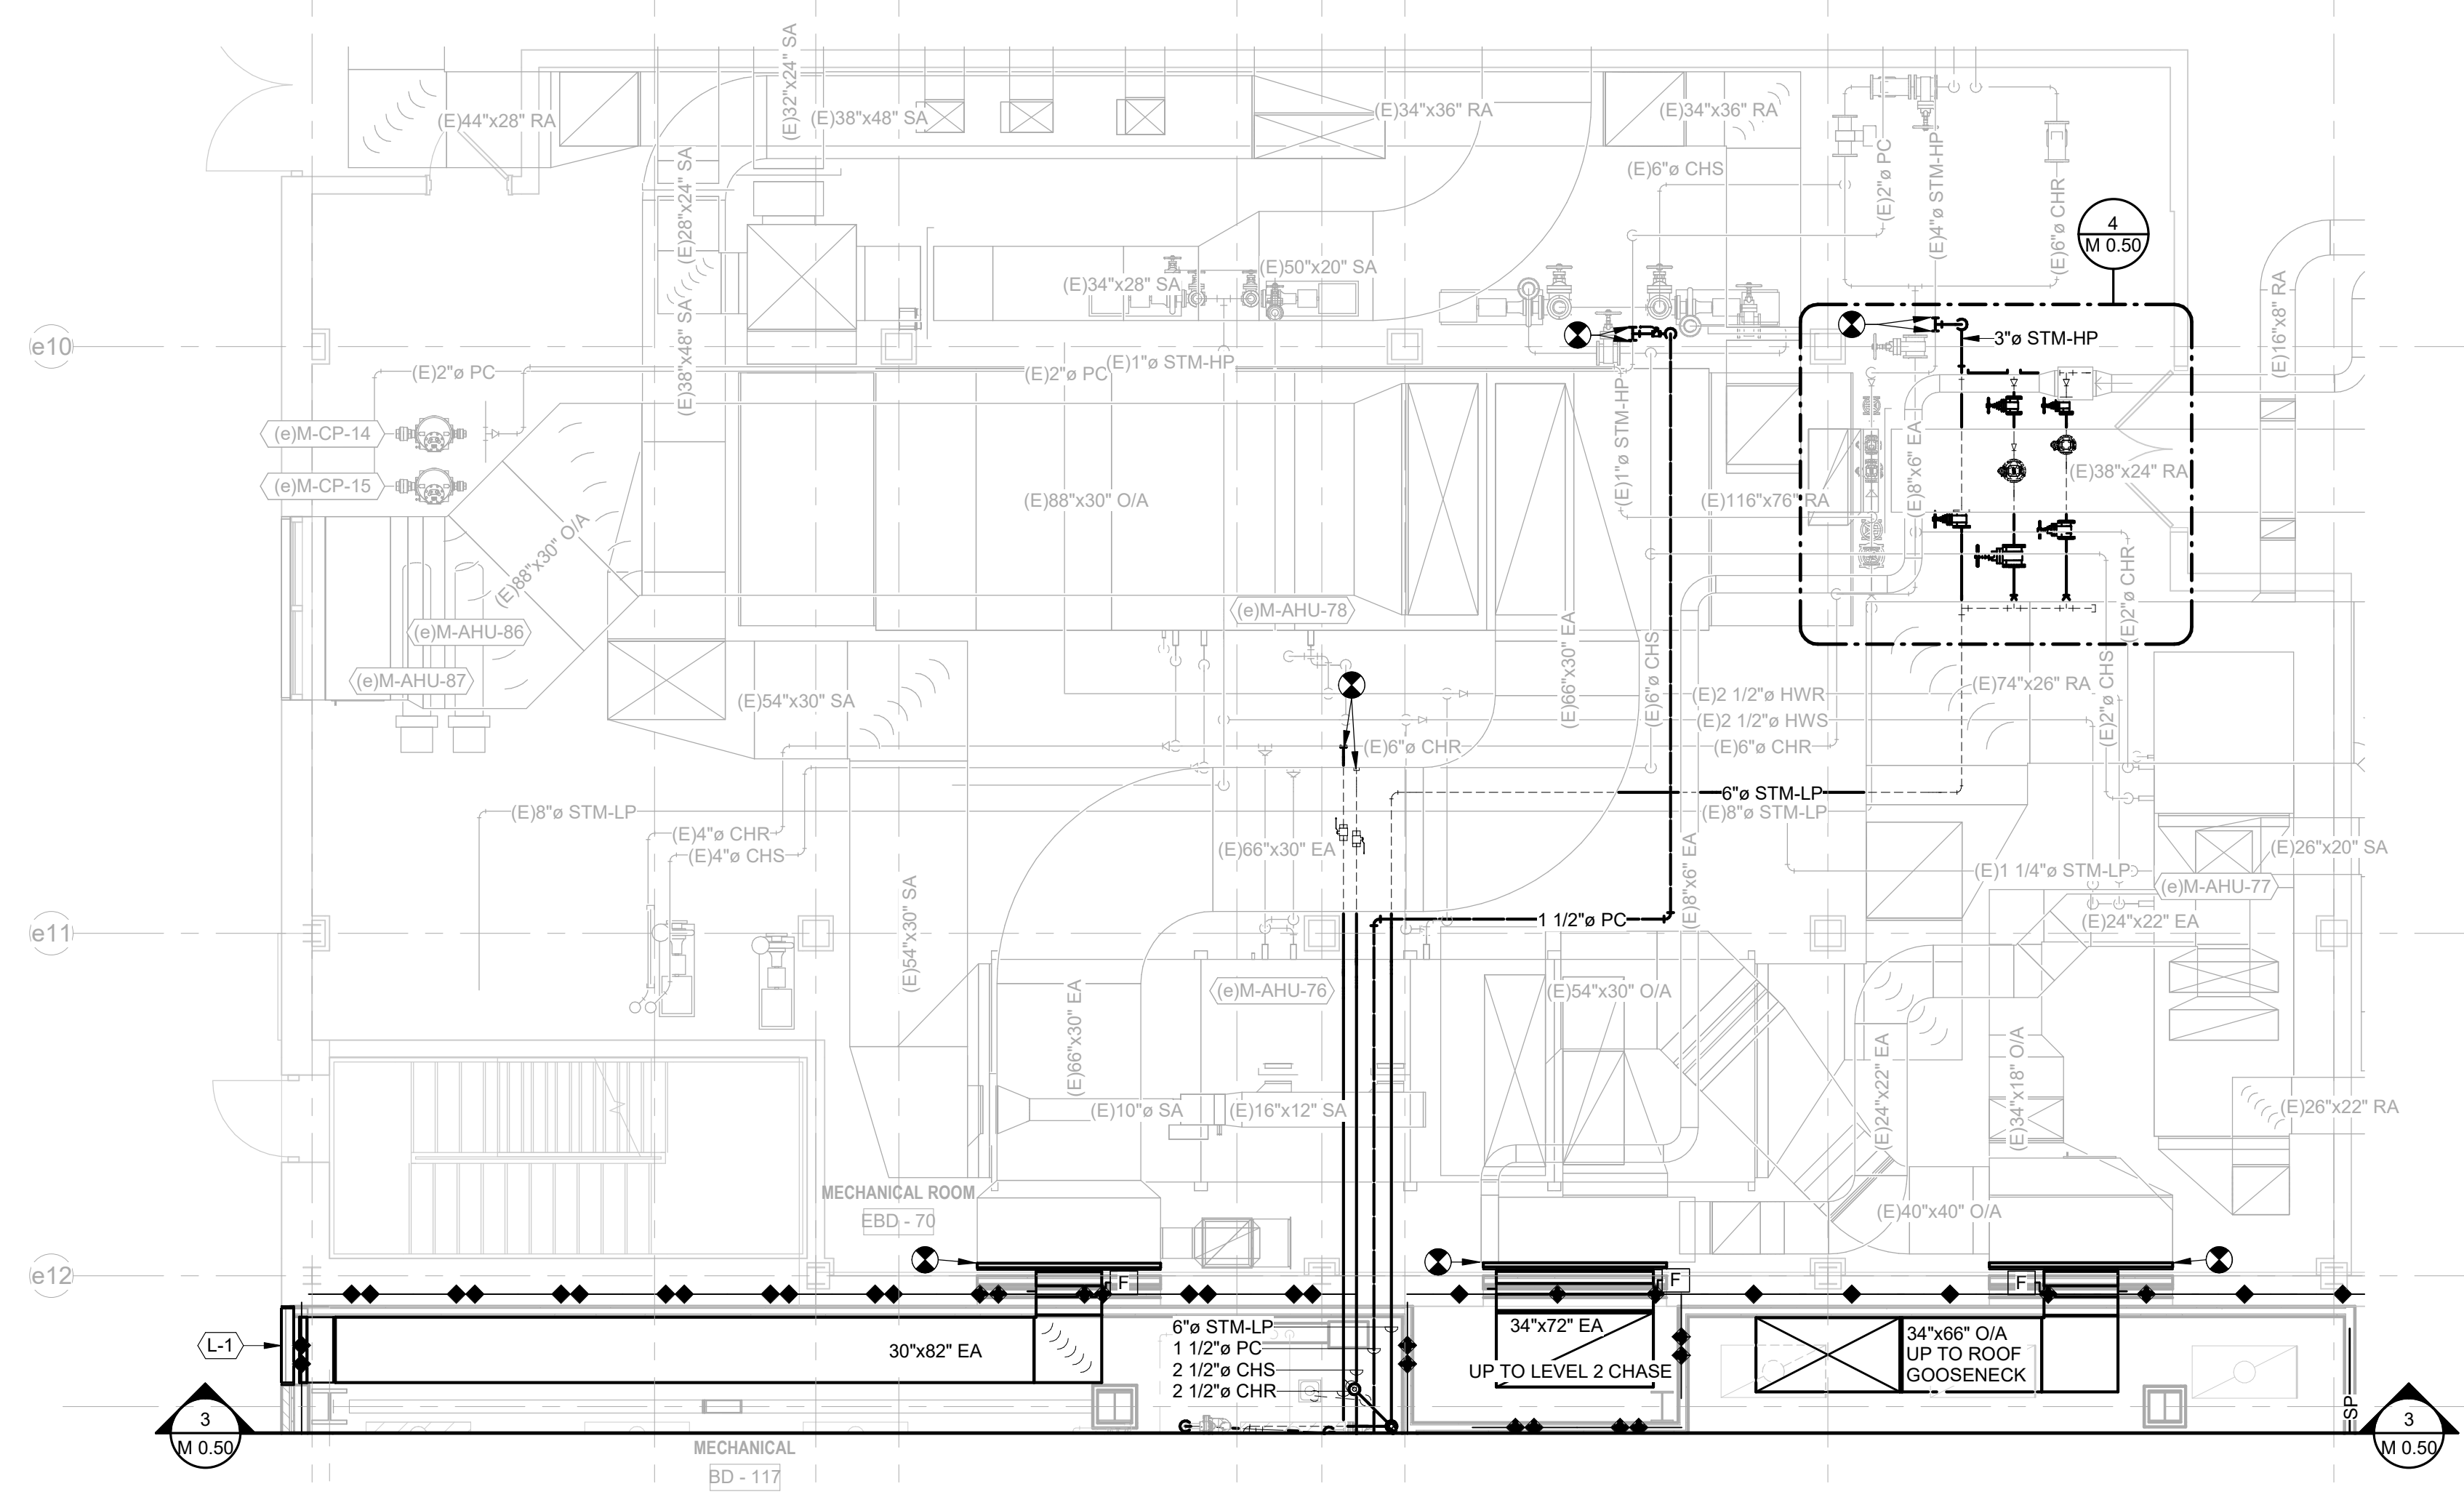 (E)32"x24" SA
(E)44"x28" RA
(E)38"x48" SA
(E)34"x36" RA
(E)34"x36" RA
(E)28"x24" SA
(E)6"ø CHS
(E)2"ø PC
(E)4"ø STM-HP
(E)6"ø CHR
4
M 0.50
(E)34"x28" SA
(E)50"x20" SA
(E)16"x8" RA
(E)38"x48" SA
e10
3"ø STM-HP
(E)2"ø PC
(E)2"ø PC
(E)1"ø STM-HP
(E)1"ø STM-HP
(e)M-CP-14
(e)M-CP-15
(E)88"x30" O/A
(E)88"x30" O/A
(E)116"x76" RA
(E)8"x6" EA
(E)38"x24" RA
(e)M-AHU-78
(e)M-AHU-86
(e)M-AHU-87
(E)66"x30" EA
(E)6"ø CHS
(E)2"ø CHR
(E)2"ø CHS
(E)54"x30" SA
(E)2 1/2"ø HWR
(E)74"x26" RA
(E)2 1/2"ø HWS
(E)6"ø CHR
(E)6"ø CHR
6"ø STM-LP
(E)8"ø STM-LP
(E)8"ø STM-LP
(E)4"ø CHR
(E)4"ø CHS
(E)66"x30" EA
(E)8"x6" EA
(E)26"x20" SA
(E)1 1/4"ø STM-LP
(e)M-AHU-77
1 1/2"ø PC
(E)24"x22" EA
e11
(E)54"x30" SA
(e)M-AHU-76
(E)54"x30" O/A
(E)66"x30" EA
(E)24"x22" EA
(E)34"x18" O/A
(E)10"ø SA
(E)16"x12" SA
(E)26"x22" RA
MECHANICAL ROOM
EBD - 70
(E)40"x40" O/A
e12
F
F
F
L-1
30"x82" EA
6"ø STM-LP
1 1/2"ø PC
2 1/2"ø CHS
2 1/2"ø CHR
34"x72" EA
UP TO LEVEL 2 CHASE
34"x66" O/A
UP TO ROOF
GOOSENECK
SP
3
M 0.50
3
M 0.50
MECHANICAL
BD - 117